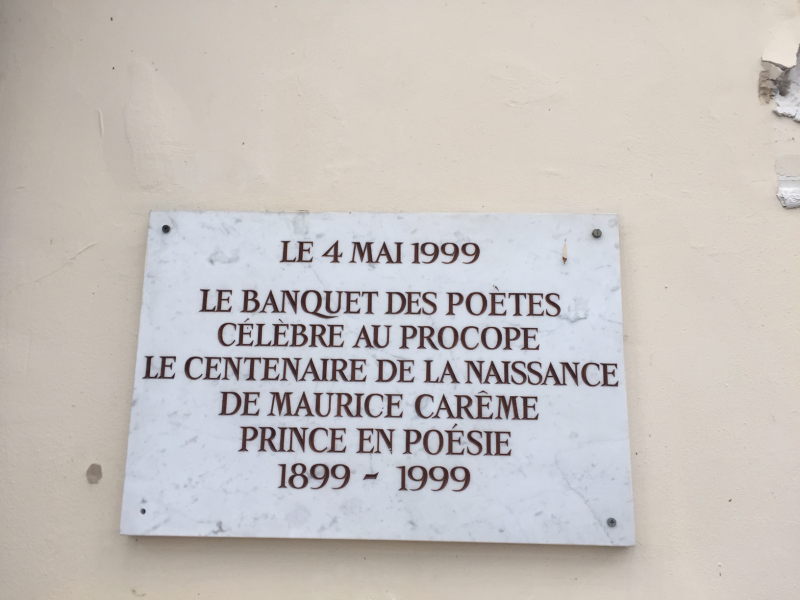 LE 4 MAI 1999
LE BANQUET DES POÈTES
CÉLÈBRE AU PROCOPE
LE CENTENAIRE DE LA NAISSANCE
DE MAURICE CARÊME
PRINCE EN POÉSIE
1899 - 1999